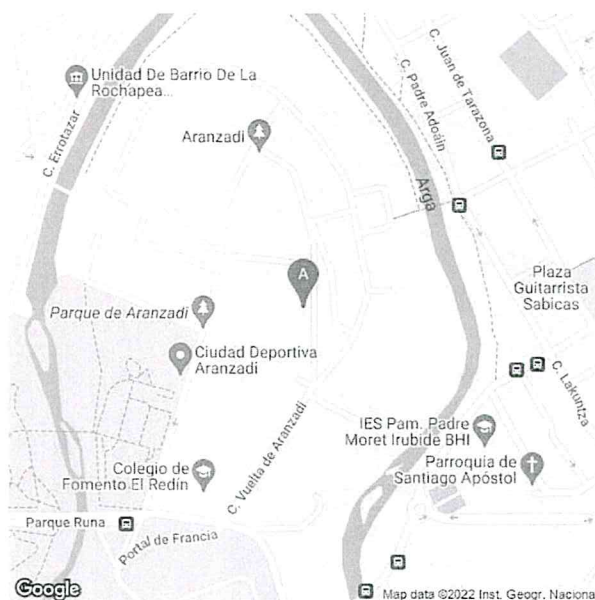 Unidad De Barrio De La
Rochapea...
C. Juan de Tarazona
C. Padre Adoain
C. Errotazar
Aranzadi
Arga
A
Plaza
Guitarrista
Sabicas
Parque de Aranzadi
Ciudad Deportiva
Aranzadi
C. Lakuntza
C. Vuelta de Aranzadi
IES Pam. Padre
Moret Irubide BHI
Parroquia de
Santiago Apóstol
Colegio de
Fomento El Redín
Parque Runa
Portal de Francia
Google
Map data ©2022 Inst. Geogr. Naciona